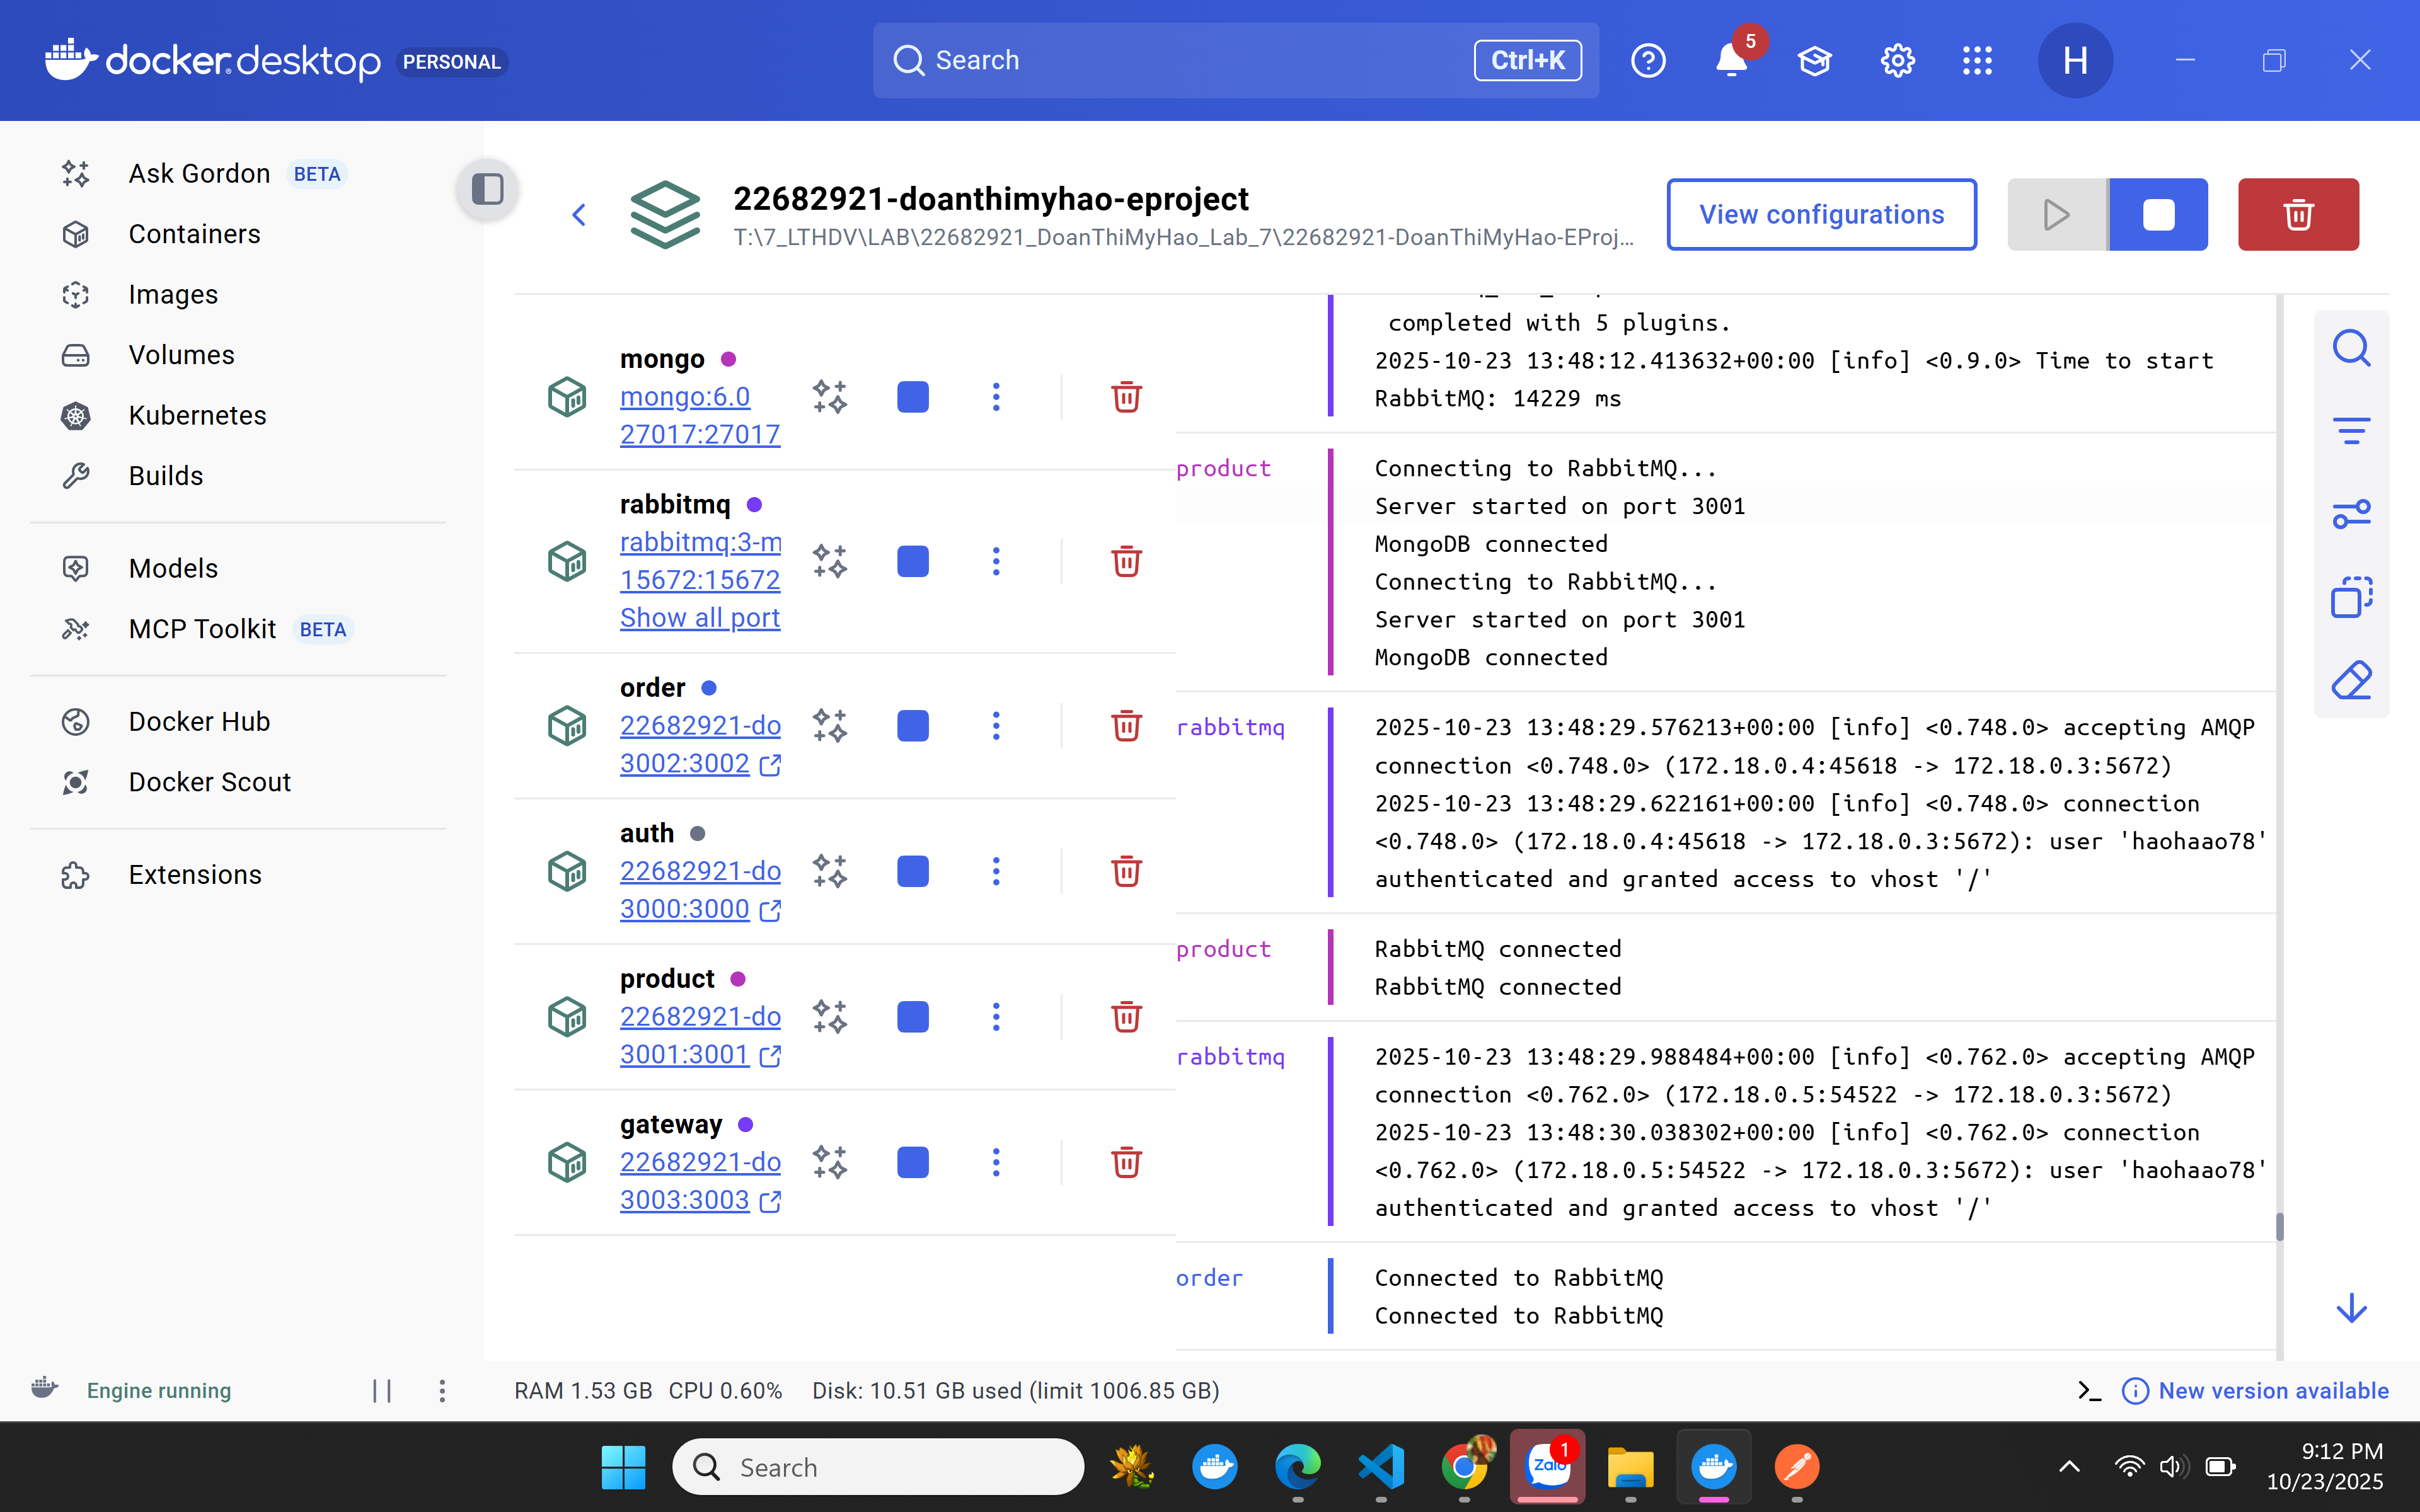 docker desktop PERSONAL
Search Ctrl+K
5
H
Ask Gordon BETA
Containers
Images
Volumes
Kubernetes
Builds
Models
MCP Toolkit BETA
Docker Hub
Docker Scout
Extensions
22682921-doanthimyhao-eproject
T:\7_LTHDV\LAB\22682921_DoanThiMyHao_Lab_7\22682921-DoanThiMyHao-EProj...
View configurations
mongo
mongo:6.0
27017:27017
rabbitmq
rabbitmq:3-m
15672:15672
Show all port
order
22682921-do
3002:3002
auth
22682921-do
3000:3000
product
22682921-do
3001:3001
gateway
22682921-do
3003:3003
completed with 5 plugins.
2025-10-23 13:48:12.413632+00:00 [info] <0.9.0> Time to start
RabbitMQ: 14229 ms
product
Connecting to RabbitMQ...
Server started on port 3001
MongoDB connected
Connecting to RabbitMQ...
Server started on port 3001
MongoDB connected
rabbitmq
2025-10-23 13:48:29.576213+00:00 [info] <0.748.0> accepting AMQP
connection <0.748.0> (172.18.0.4:45618 -> 172.18.0.3:5672)
2025-10-23 13:48:29.622161+00:00 [info] <0.748.0> connection
<0.748.0> (172.18.0.4:45618 -> 172.18.0.3:5672): user 'haohaao78'
authenticated and granted access to vhost '/'
product
RabbitMQ connected
RabbitMQ connected
rabbitmq
2025-10-23 13:48:29.988484+00:00 [info] <0.762.0> accepting AMQP
connection <0.762.0> (172.18.0.5:54522 -> 172.18.0.3:5672)
2025-10-23 13:48:30.038302+00:00 [info] <0.762.0> connection
<0.762.0> (172.18.0.5:54522 -> 172.18.0.3:5672): user 'haohaao78'
authenticated and granted access to vhost '/'
order
Connected to RabbitMQ
Connected to RabbitMQ
Engine running
RAM 1.53 GB CPU 0.60% Disk: 10.51 GB used (limit 1006.85 GB)
New version available
Search
Zalo
1
9:12 PM
10/23/2025